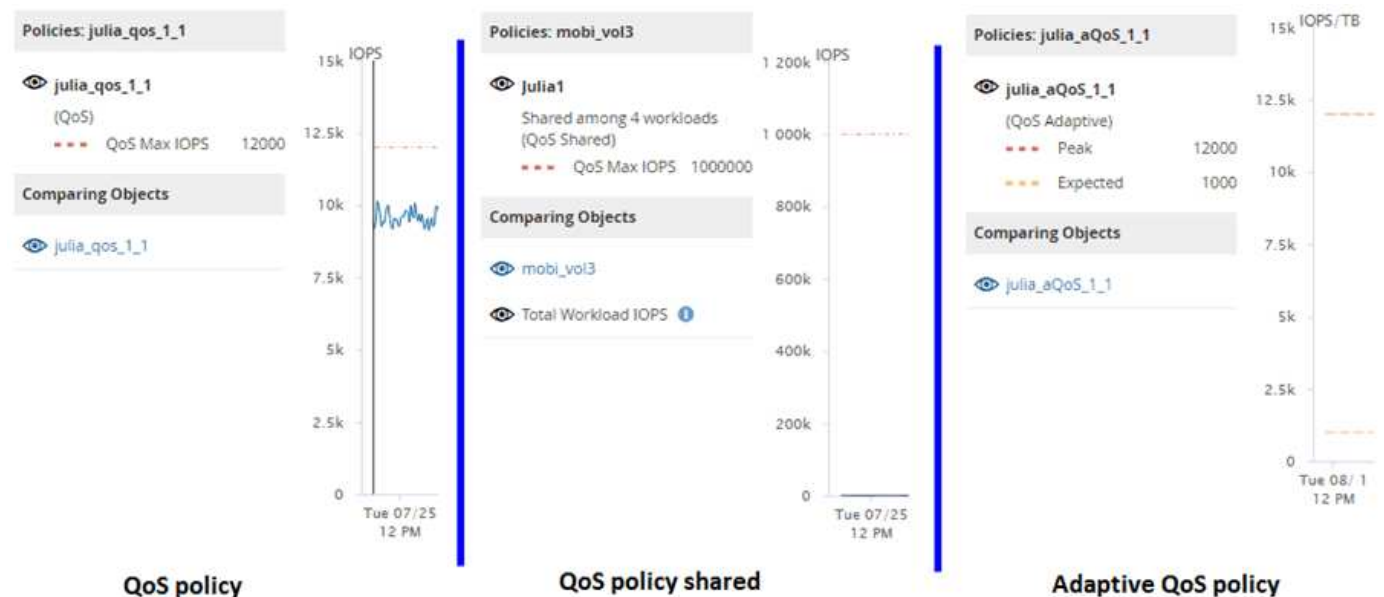 Policies: julia_qos_1_1
julia_qos_1_1
(QoS)
QoS Max IOPS 12000
Comparing Objects
julia_qos_1_1
IOPS
15k
12.5k
10k
7.5k
5k
2.5k
0
Tue 07/25
12 PM
QoS policy
Policies: mobi_vol3
Julia1
Shared among 4 workloads
(QoS Shared)
QoS Max IOPS 1000000
Comparing Objects
mobi_vol3
Total Workload IOPS i
IOPS
1 200k
1 000k
800k
600k
400k
200k
0
Tue 07/25
12 PM
QoS policy shared
Policies: julia_aQoS_1_1
julia_aQoS_1_1
(QoS Adaptive)
Peak 12000
Expected 1000
Comparing Objects
julia_aQoS_1_1
IOPS/TB
15k
12.5k
10k
7.5k
5k
2.5k
0
Tue 08/ 1
12 PM
Adaptive QoS policy